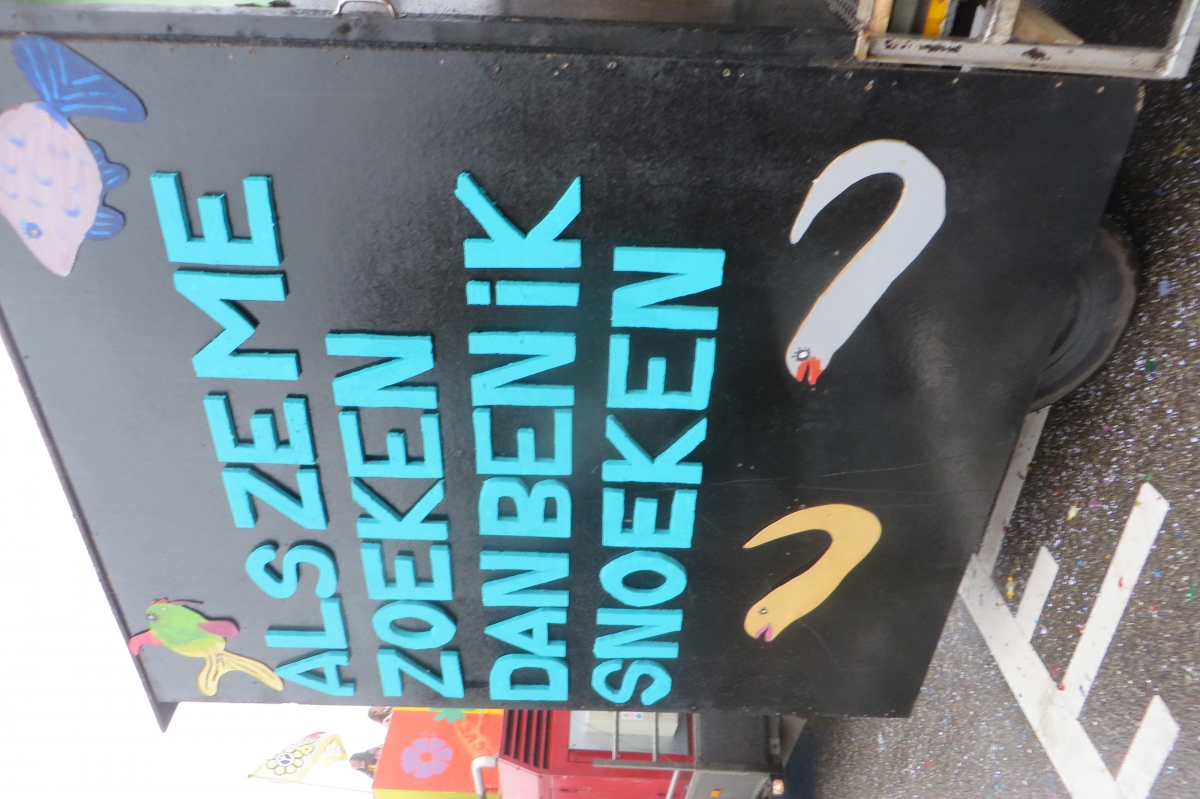 ALS ZE ME
ZOEKEN
DAN BEN iK
SNOEKEN